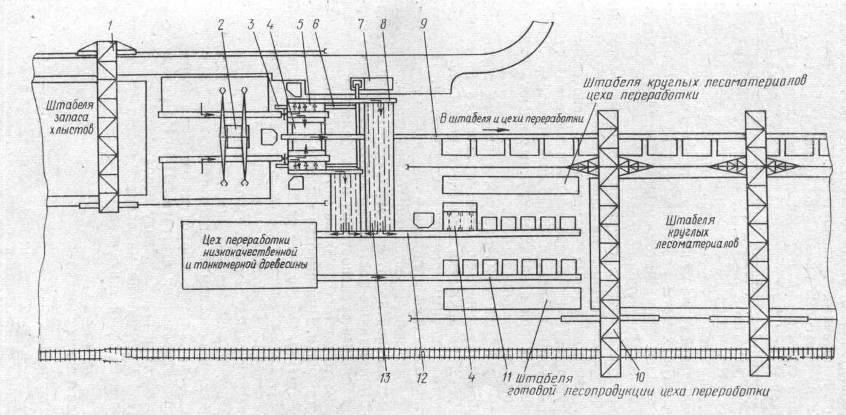 1
2
3
4
5
6
7
8
9
Штабеля
запаса
хлыстов
Штабеля круглых лесоматериалов
цеха переработки
В штабеля и цехи переработки
Цех переработки
низкокачественной
и тонкомерной древесины
Штабеля
круглых
лесоматериалов
13
12
4
11
10
Штабеля
готовой лесопродукции цеха переработки